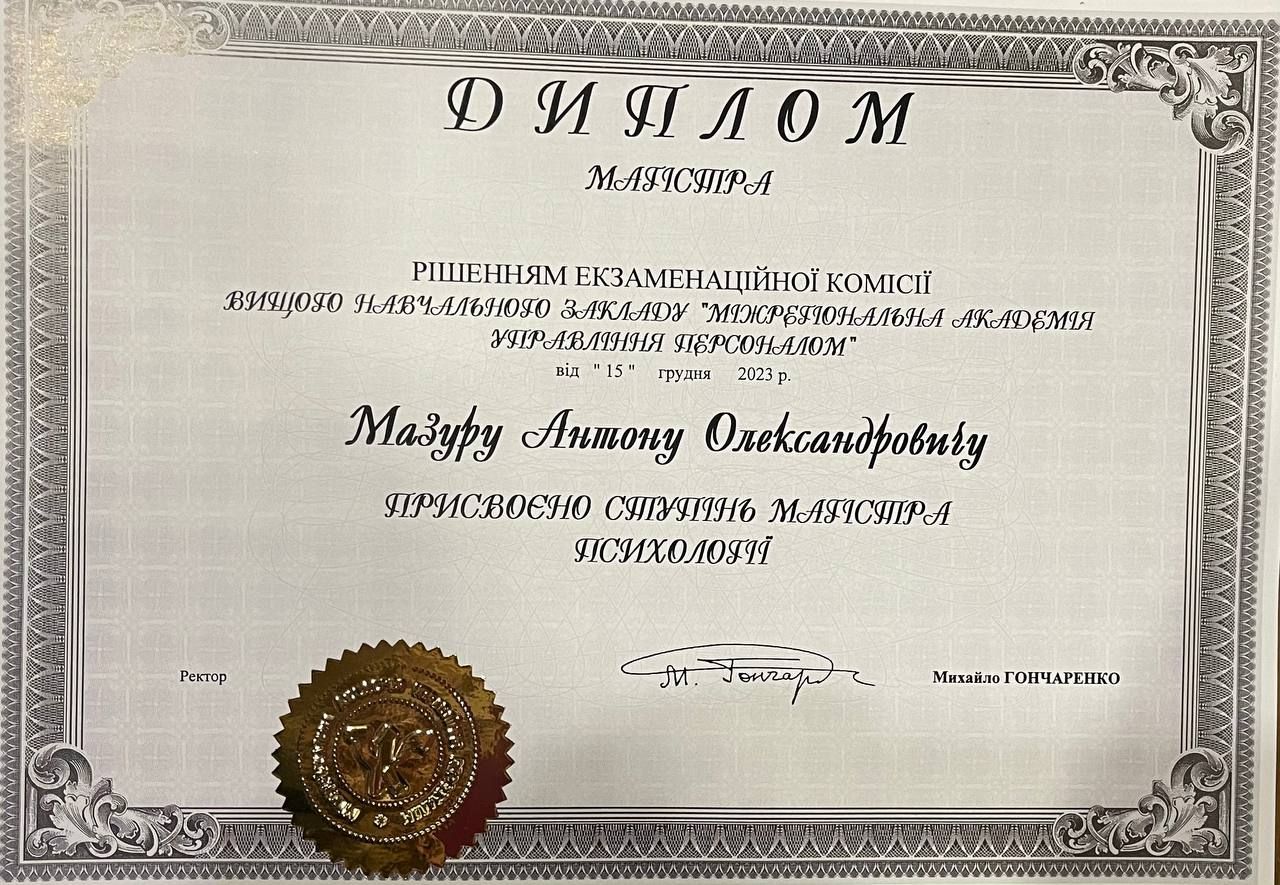 ДИПЛОМ
МАГІСТРА
РІШЕННЯМ ЕКЗАМЕНАЦІЙНОЇ КОМІСІЇ
ВИЩОГО НАВЧАЛЬНОГО ЗАКЛАДУ "МІЖРЕГІОНАЛЬНА АКАДЕМІЯ
УПРАВЛІННЯ ПЕРСОНАЛОМ"
від " 15 " грудня 2023 р.
Мазуру Антону Олександровичу
ПРИСВОЄНО СТУПІНЬ МАГІСТРА
ПСИХОЛОГІЇ
Ректор
М. Гончар
Михайло ГОНЧАРЕНКО